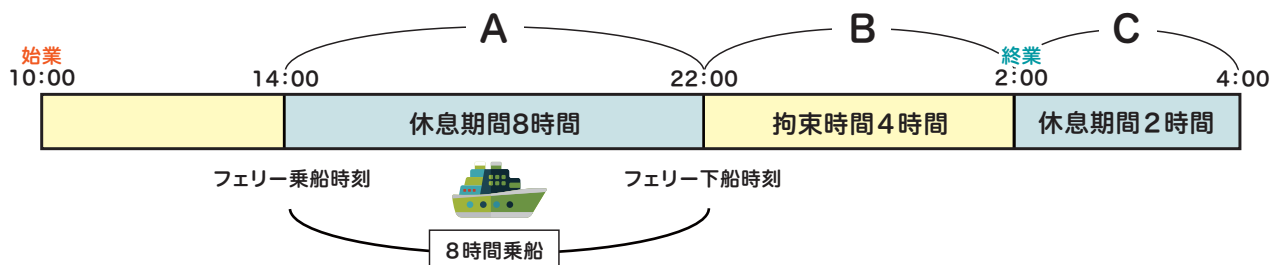 A
B
C
始業
終業
10:00
14:00
22:00
2:00
4:00
休息期間8時間
拘束時間4時間
休息期間2時間
フェリー乗船時刻
フェリー下船時刻
8時間乗船